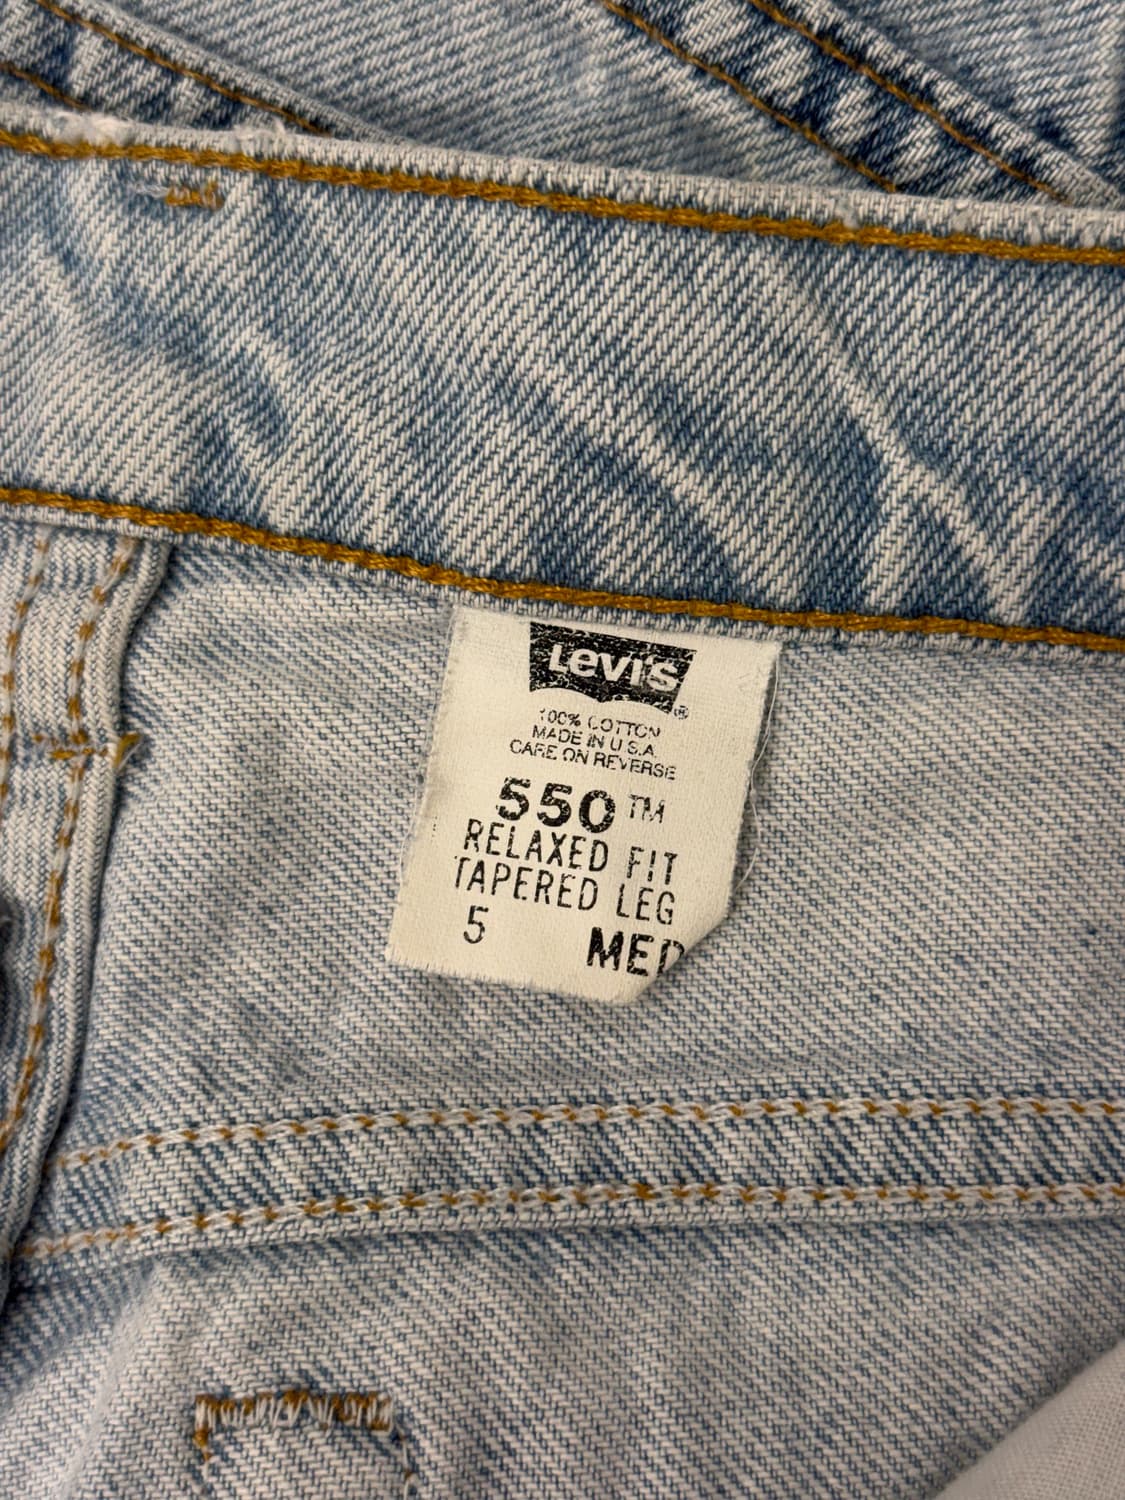 Levi's®
100% COTTON
MADE IN U.S.A.
CARE ON REVERSE
550™
RELAXED FIT
TAPERED LEG
5 MED